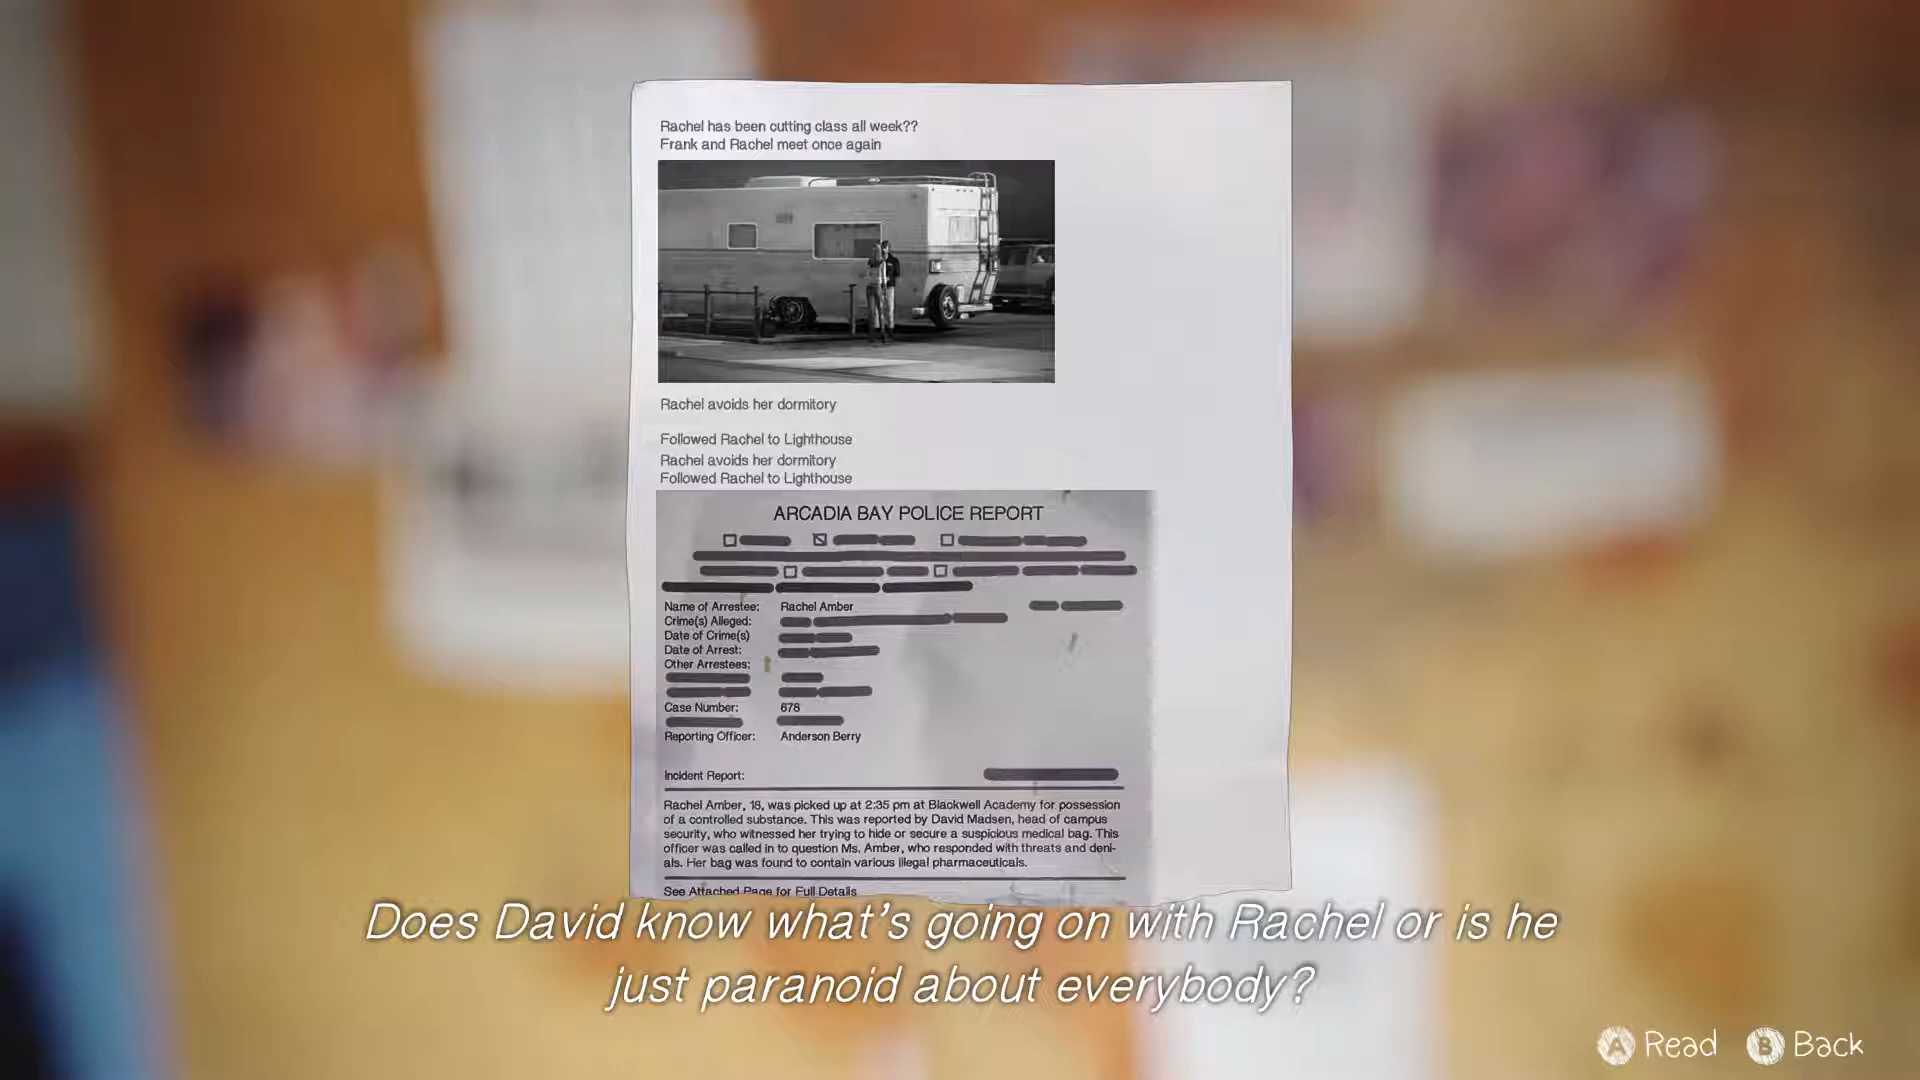 Rachel has been cutting class all week??
Frank and Rachel meet once again
Rachel avoids her dormitory
Followed Rachel to Lighthouse
Rachel avoids her dormitory
Followed Rachel to Lighthouse
ARCADIA BAY POLICE REPORT
Name of Arrestee: Rachel Amber
Crime(s) Alleged:
Date of Crime(s)
Date of Arrest:
Other Arrestees:
Case Number: 678
Reporting Officer: Anderson Berry
Incident Report:
Rachel Amber, 18, was picked up at 2:35 pm at Blackwell Academy for possession
of a controlled substance. This was reported by David Madsen, head of campus
security, who witnessed her trying to hide or secure a suspicious medical bag. This
officer was called in to question Ms. Amber, who responded with threats and deni-
als. Her bag was found to contain various illegal pharmaceuticals.
See Attached Page for Full Details
Does David know what's going on with Rachel or is he
just paranoid about everybody?
A Read B Back